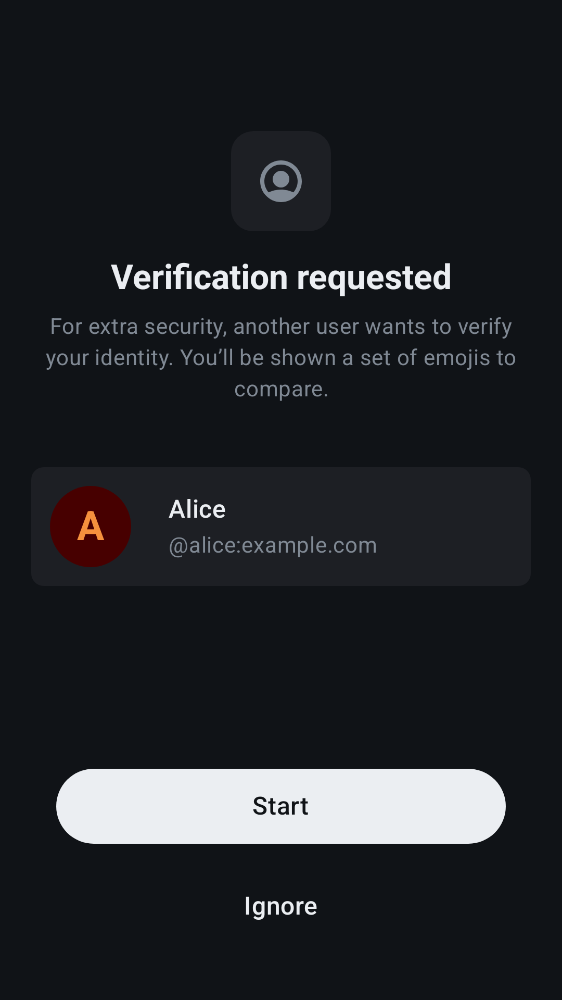 Verification requested
For extra security, another user wants to verify
your identity. You’ll be shown a set of emojis to
compare.
A
Alice
@alice:example.com
Start
Ignore